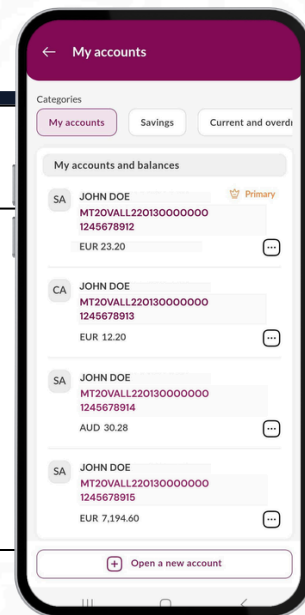 My accounts
Categories
My accounts Savings Current and overd
My accounts and balances
SA JOHN DOE Primary
MT20VALL220130000000
1245678912
EUR 23.20
CA JOHN DOE
MT20VALL220130000000
1245678913
EUR 12.20
SA JOHN DOE
MT20VALL220130000000
1245678914
AUD 30.28
SA JOHN DOE
MT20VALL220130000000
1245678915
EUR 7,194.60
Open a new account